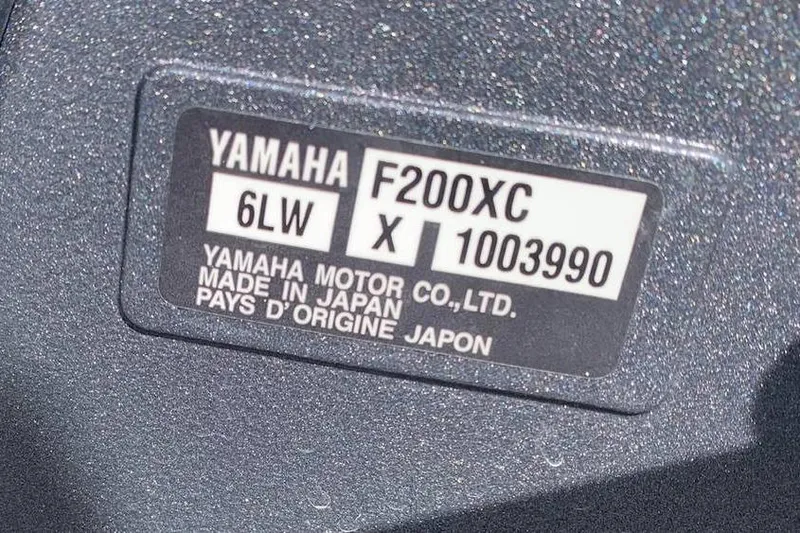 YAMAHA F200XC
6LW X 1003990
YAMAHA MOTOR CO.,LTD.
MADE IN JAPAN
PAYS D'ORIGINE JAPON